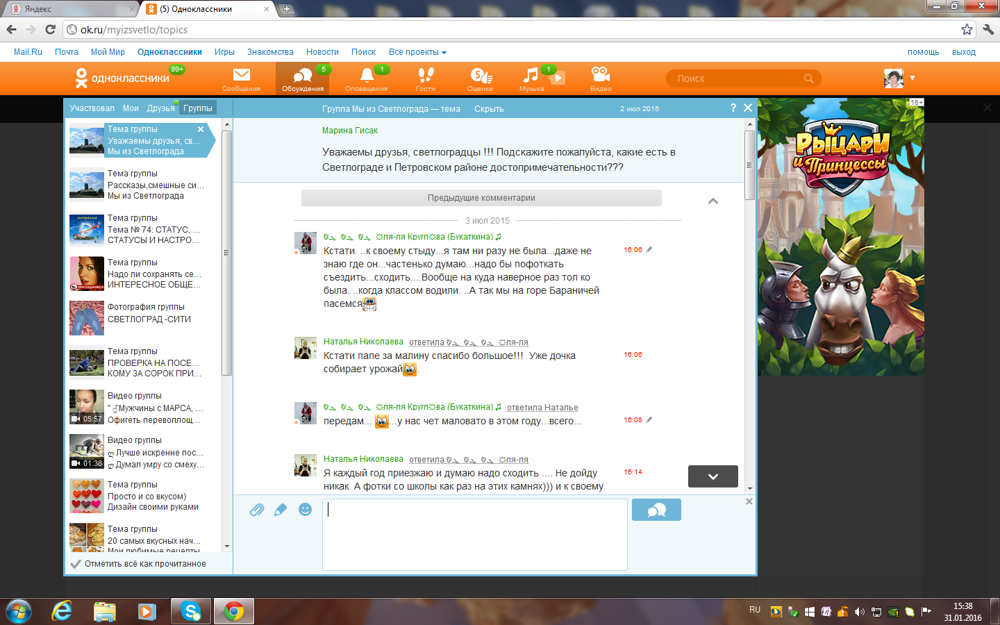 Яндекс
(5) Одноклассники
ok.ru/myizsvetlo/topics
Mail.Ru Почта Мой Мир Одноклассники Игры Знакомства Новости Поиск Все проекты помощь выход
одноклассники 99+
5 1 1
Сообщения Обсуждения Оповещения Гости Оценки Музыка Видео
Поиск
Участвовал Мои Друзья Группы
Группа Мы из Светлограда — тема Скрыть 2 июл 2015
Тема группы
Уважаемы друзья, св...
Мы из Светлограда
Тема группы
Рассказы,смешные си...
Мы из Светлограда
Тема группы
Тема № 74: СТАТУС, ...
СТАТУСЫ И НАСТРО...
Тема группы
Надо ли сохранять се...
ИНТЕРЕСНОЕ ОБЩЕ...
Фотография группы
СВЕТЛОГРАД -СИТИ
Тема группы
ПРОВЕРКА НА ПОСЕ...
КОМУ ЗА СОРОК ПРИ...
Видео группы
" ♂Мужчины с МАРСА, ...
Офигеть перевоплощ...
05:57
Видео группы
ღ Лучше искренне пос...
ღ Думал умру со смеху...
01:38
Тема группы
Просто и со вкусом)
Дизайн своими руками
Тема группы
20 самых вкусных нач...
Мои любимые рецепты
Отметить всё как прочитанное
Марина Гисак
Уважаемы друзья, светлоградцы !!! Подскажите пожалуйста, какие есть в
Светлограде и Петровском районе достопримечательности???
Предыдущие комментарии
3 июл 2015
☼ля-ля Кругл☼ва (Букаткина) ♫
Кстати. ..к своему стыду...я там ни разу не была...даже не 16:06
знаю где он...частенько думаю...надо бы пофоткать
съездить...сходить....Вообще на куда наверное раз тол ко
была. ..когда классом водили. ..А так мы на горе Бараничей
пасемся
Наталья Николаева ответила ☼ля-ля
Кстати папе за малину спасибо большое!!! Уже дочка 16:06
собирает урожай.
☼ля-ля Кругл☼ва (Букаткина) ♫ ответила Наталье
передам... ...у нас чет маловато в этом году...всего... 16:08
Наталья Николаева ответила ☼ля-ля
Я каждый год приезжаю и думаю надо сходить .... Не дойду 16:14
никак. А фотки со школы как раз на этих камнях))) и к своему
18+
РЫЦАРИ
и Принцессы
RU
15:38
31.01.2016